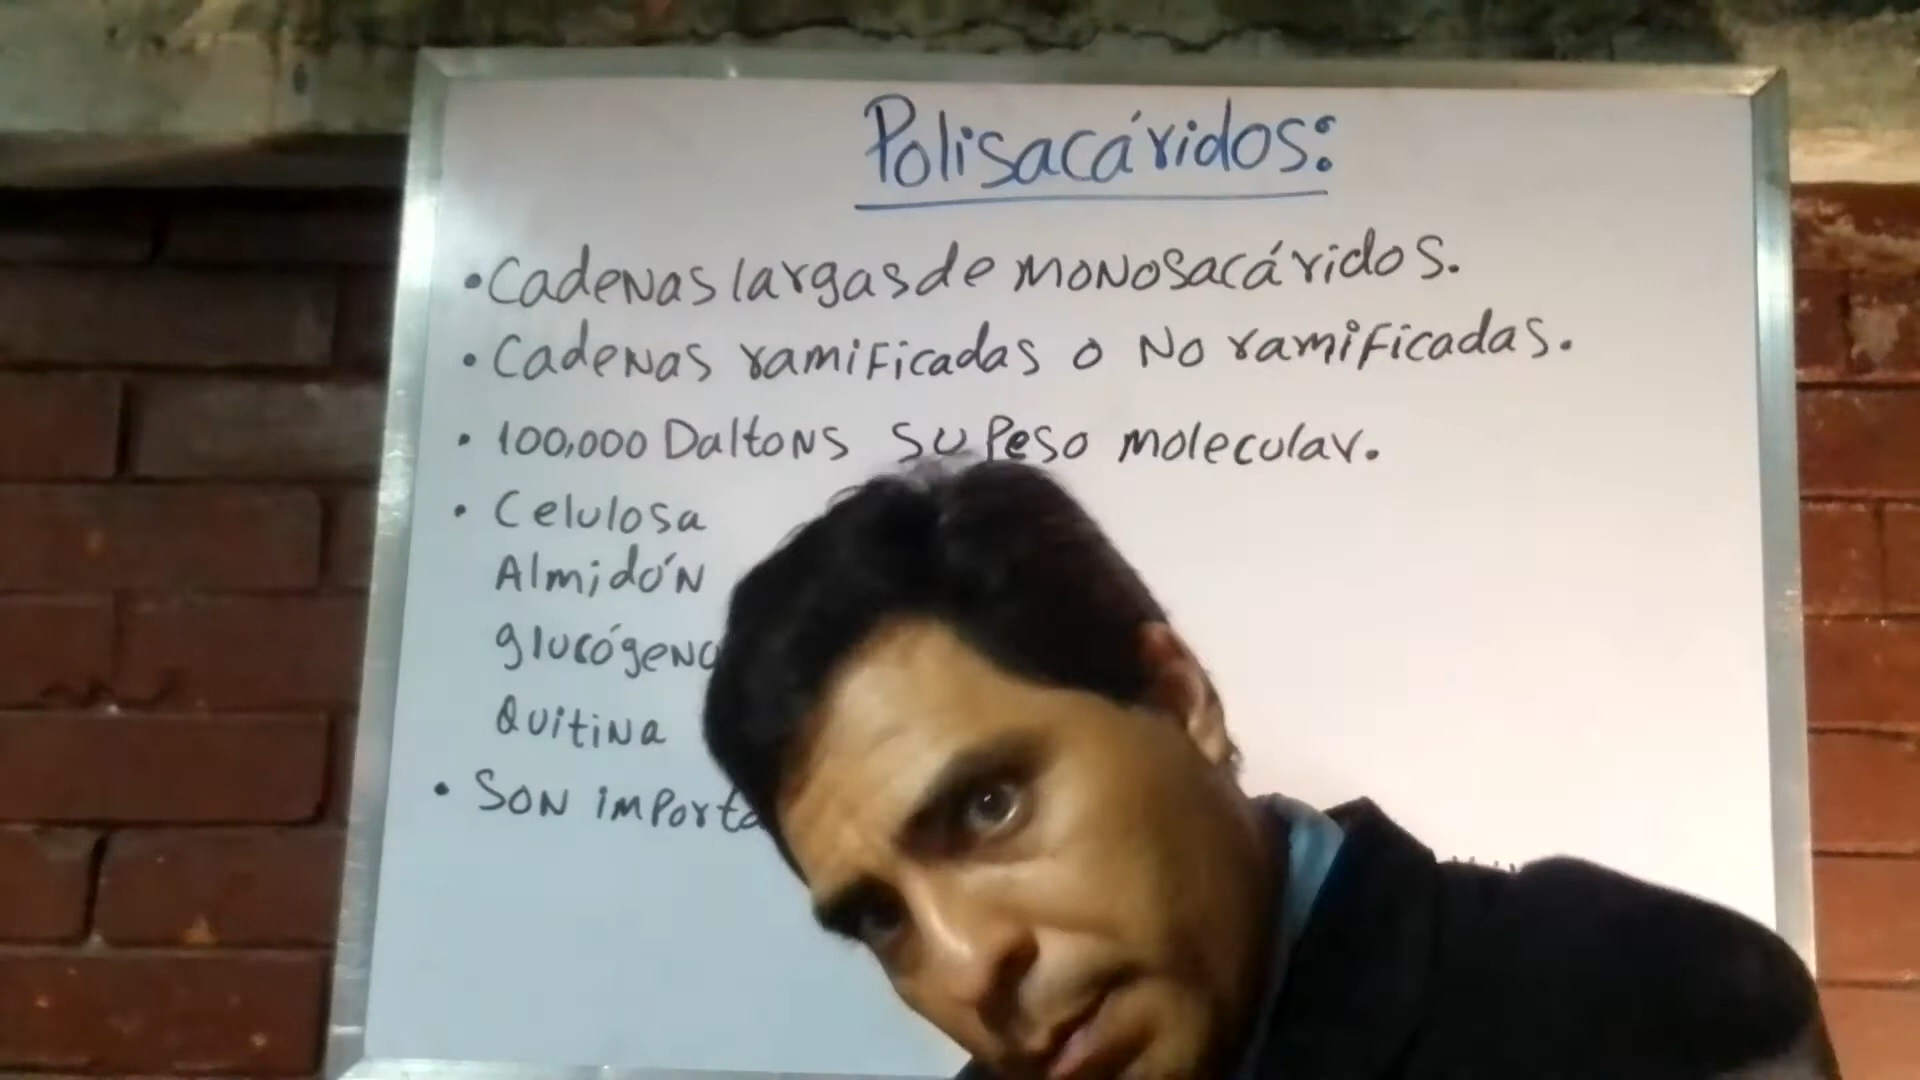 Polisacáridos:
• Cadenas largas de monosacáridos.
• Cadenas ramificadas o no ramificadas.
• 100,000 Daltons su Peso molecular.
• Celulosa
Almidón
glucógeno
Quitina
• Son